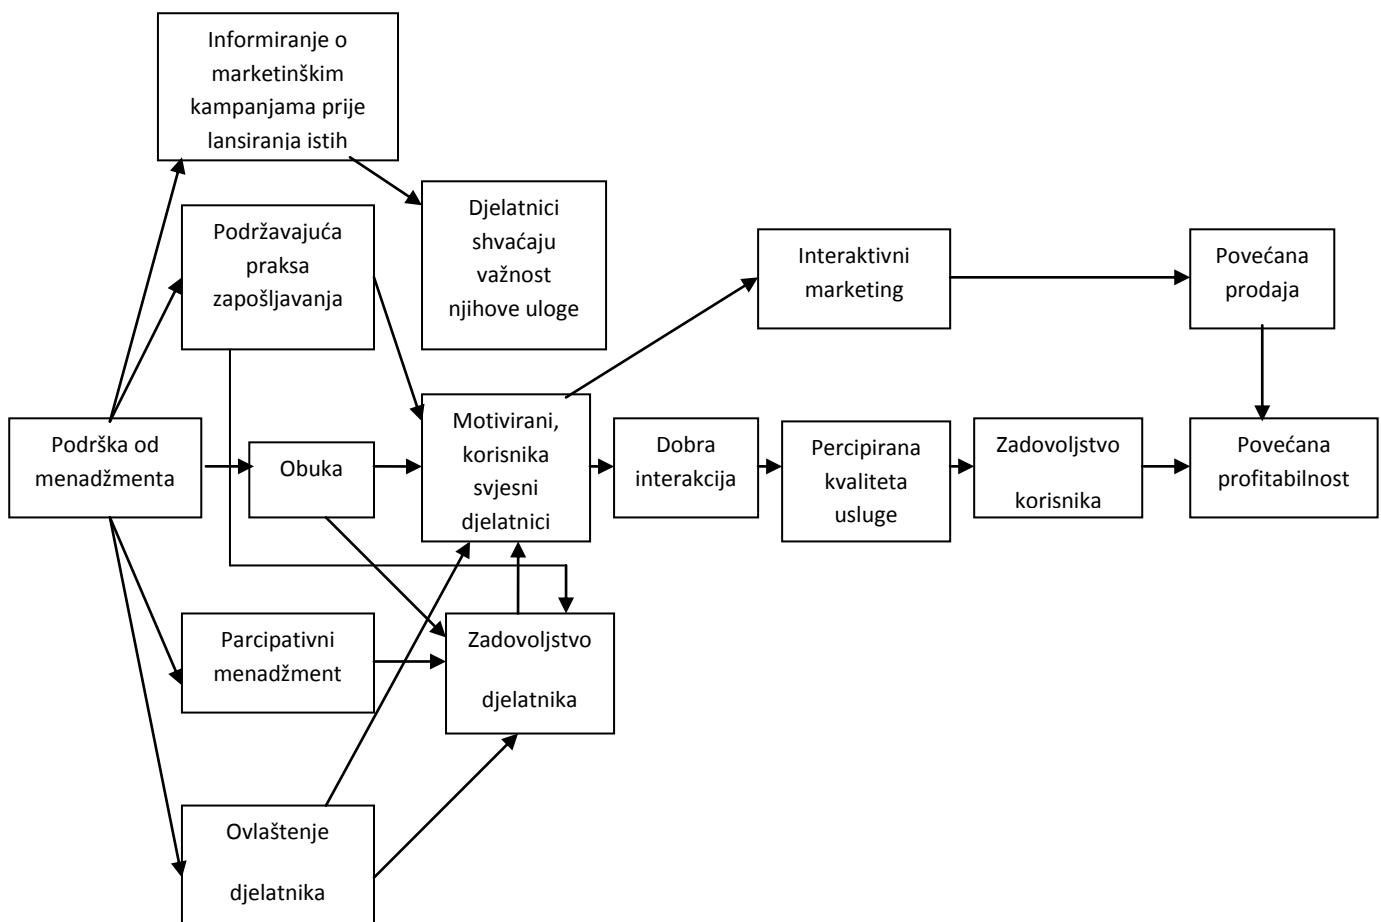 Informiranje o
marketinškim
kampanjama prije
lansiranja istih
Podržavajuća
praksa
zapošljavanja
Djelatnici
shvaćaju
važnost
njihove uloge
Interaktivni
marketing
Povećana
prodaja
Podrška od
menadžmenta
Obuka
Motivirani,
korisnika
svjesni
djelatnici
Dobra
interakcija
Percipirana
kvaliteta
usluge
Zadovoljstvo
korisnika
Povećana
profitabilnost
Parcipativni
menadžment
Zadovoljstvo
djelatnika
Ovlaštenje
djelatnika